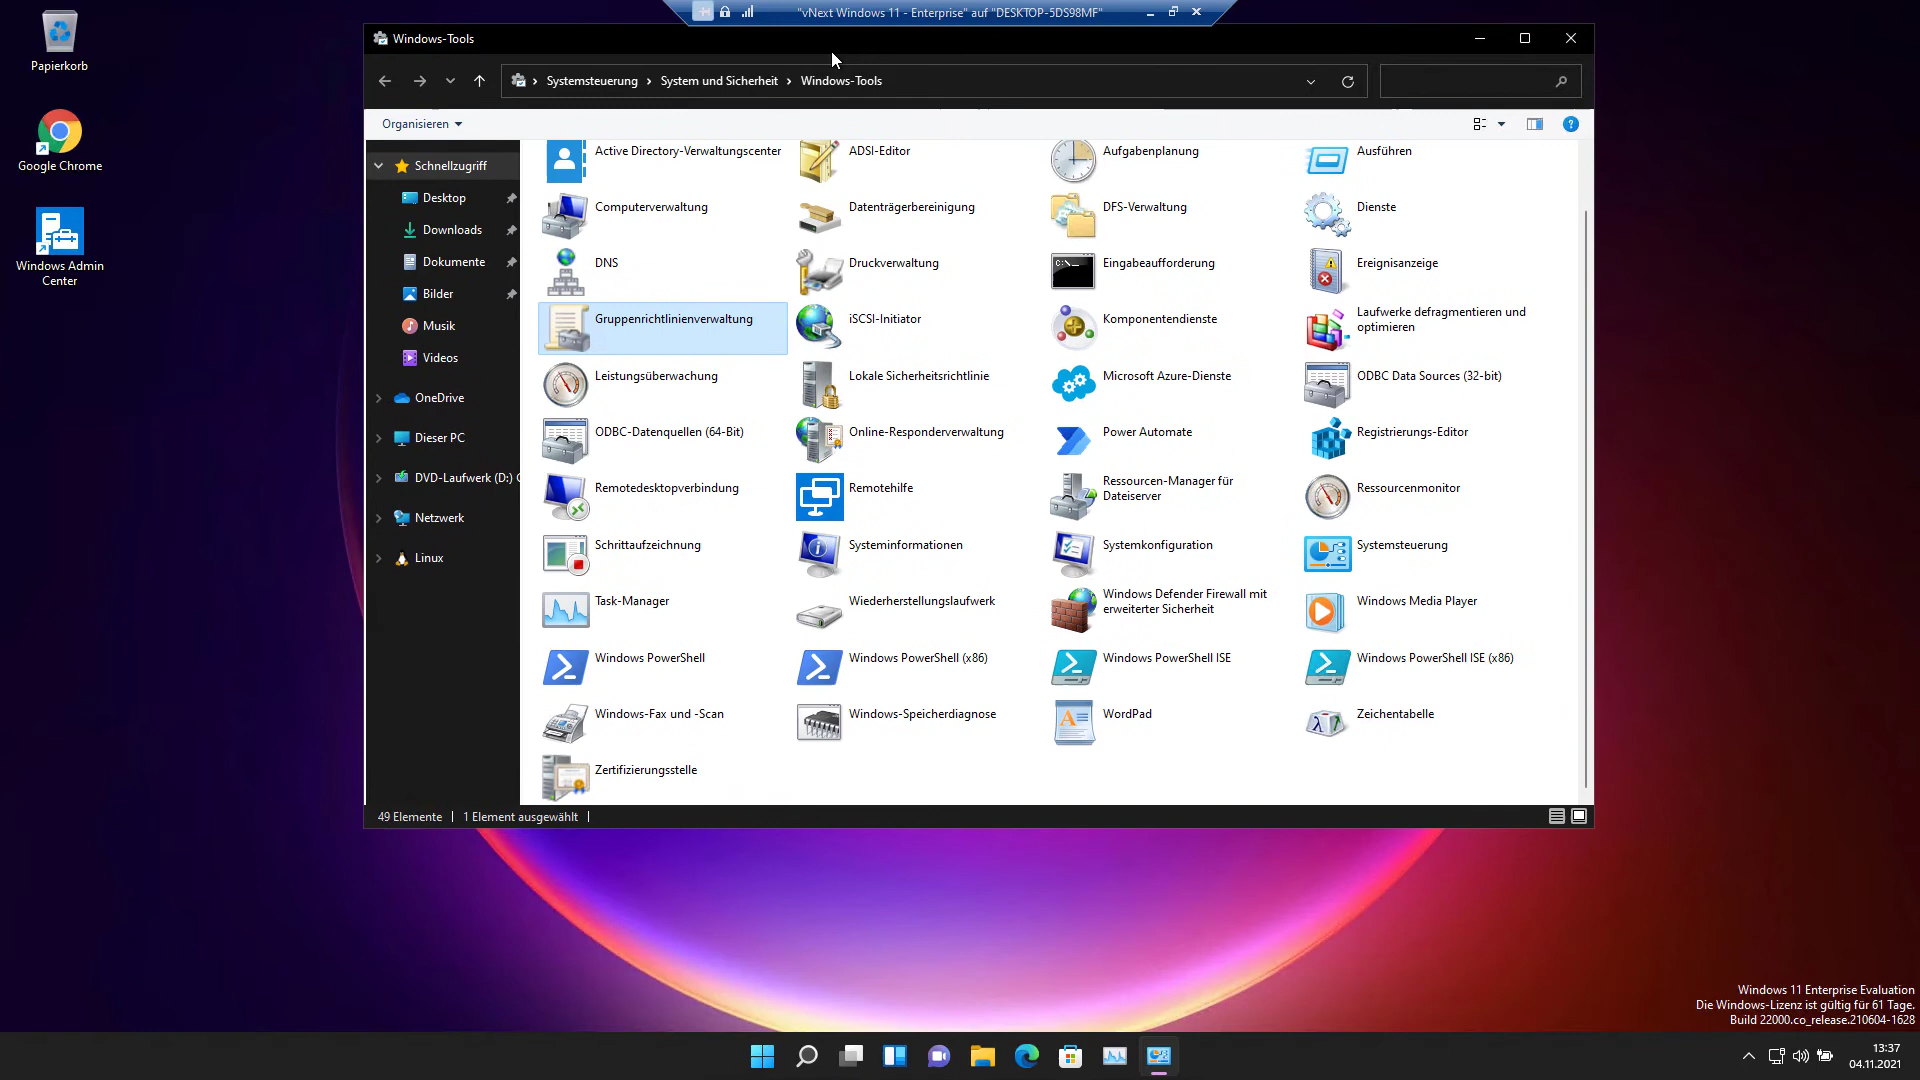 "vNext Windows 11 - Enterprise" auf "DESKTOP-5DS98MF"
Papierkorb
Google Chrome
Windows Admin
Center
Windows-Tools
Systemsteuerung
System und Sicherheit
Windows-Tools
Organisieren
Schnellzugriff
Desktop
Downloads
Dokumente
Bilder
Musik
Videos
OneDrive
Dieser PC
DVD-Laufwerk (D:) C
Netzwerk
Linux
Active Directory-Verwaltungscenter
ADSI-Editor
Aufgabenplanung
Ausführen
Computerverwaltung
Datenträgerbereinigung
DFS-Verwaltung
Dienste
DNS
Druckverwaltung
Eingabeaufforderung
Ereignisanzeige
Gruppenrichtlinienverwaltung
iSCSI-Initiator
Komponentendienste
Laufwerke defragmentieren und
optimieren
Leistungsüberwachung
Lokale Sicherheitsrichtlinie
Microsoft Azure-Dienste
ODBC Data Sources (32-bit)
ODBC-Datenquellen (64-Bit)
Online-Responderverwaltung
Power Automate
Registrierungs-Editor
Remotedesktopverbindung
Remotehilfe
Ressourcen-Manager für
Dateiserver
Ressourcenmonitor
Schrittaufzeichnung
Systeminformationen
Systemkonfiguration
Systemsteuerung
Task-Manager
Wiederherstellungslaufwerk
Windows Defender Firewall mit
erweiterter Sicherheit
Windows Media Player
Windows PowerShell
Windows PowerShell (x86)
Windows PowerShell ISE
Windows PowerShell ISE (x86)
Windows-Fax und -Scan
Windows-Speicherdiagnose
WordPad
Zeichentabelle
Zertifizierungsstelle
49 Elemente
1 Element ausgewählt
Windows 11 Enterprise Evaluation
Die Windows-Lizenz ist gültig für 61 Tage.
Build 22000.co_release.210604-1628
13:37
04.11.2021